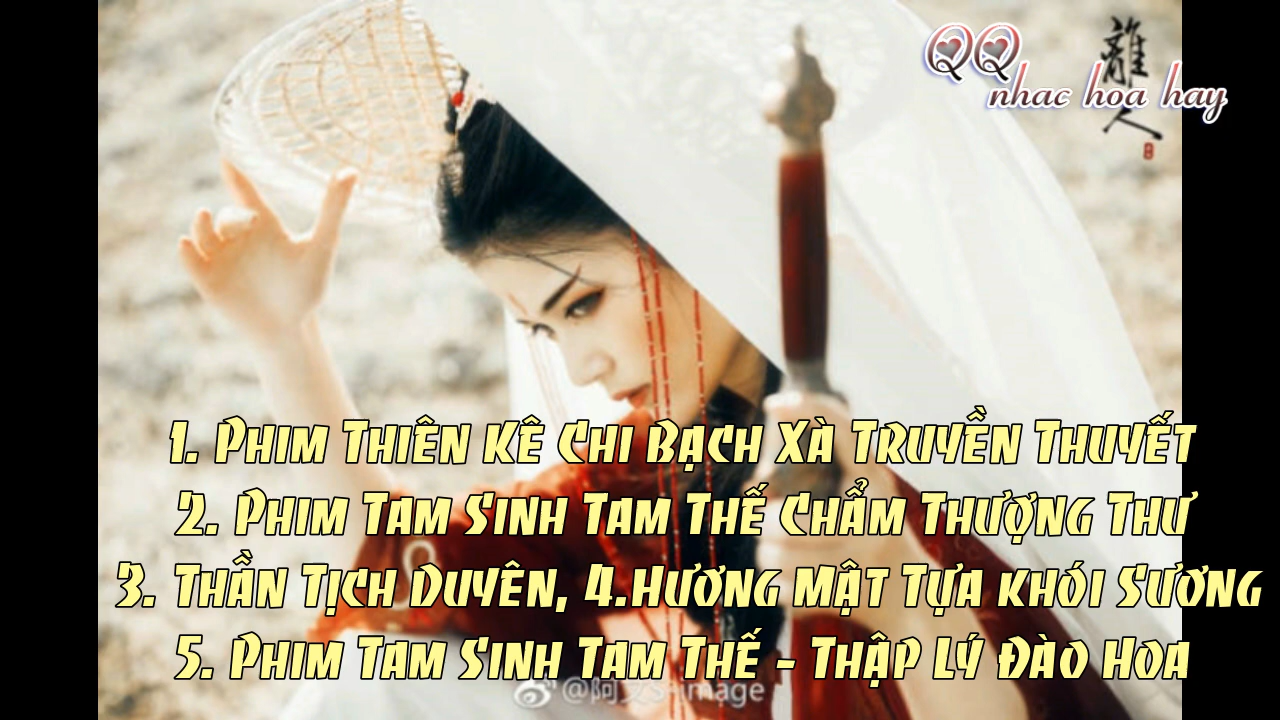 QQ
nhac hoa hay
離人
1. Phim Thiên Kê Chi Bạch Xà Truyền Thuyết
2. Phim Tam Sinh Tam Thế Chẩm Thượng Thư
3. Thần Tịch Duyên, 4.Hương Mật Tựa khói Sương
5. Phim Tam Sinh Tam Thế - Thập Lý Đào Hoa